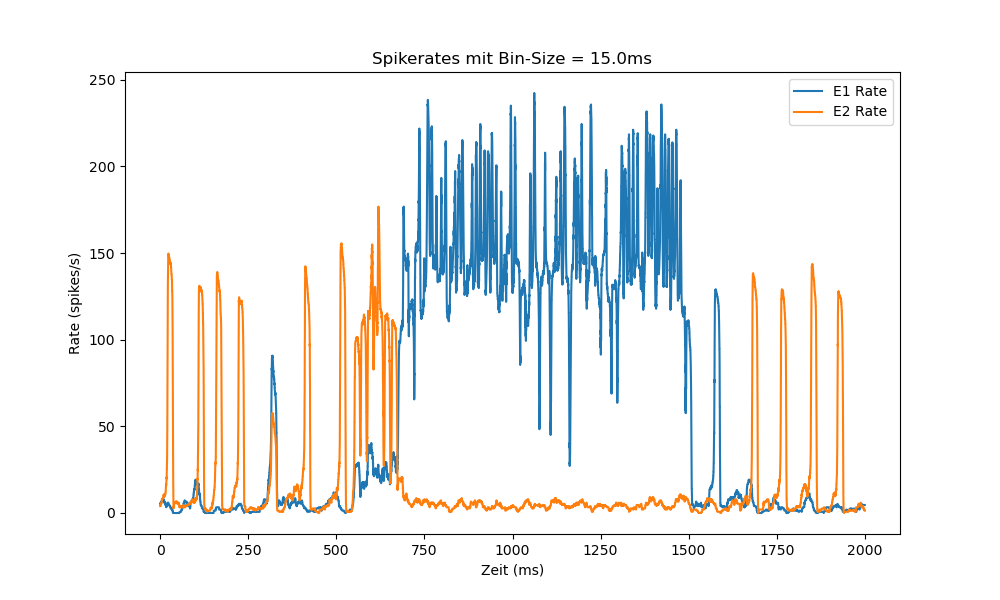 Spikerates mit Bin-Size = 15.0ms
E1 Rate
E2 Rate
250
200
150
100
50
0
Rate (spikes/s)
0 250 500 750 1000 1250 1500 1750 2000
Zeit (ms)